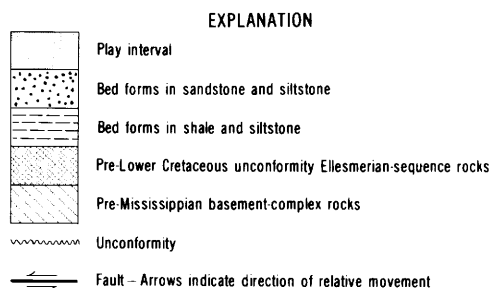 EXPLANATION
Play interval
Bed forms in sandstone and siltstone
Bed forms in shale and siltstone
Pre-Lower Cretaceous unconformity Ellesmerian-sequence rocks
Pre-Mississippian basement-complex rocks
Unconformity
Fault – Arrows indicate direction of relative movement